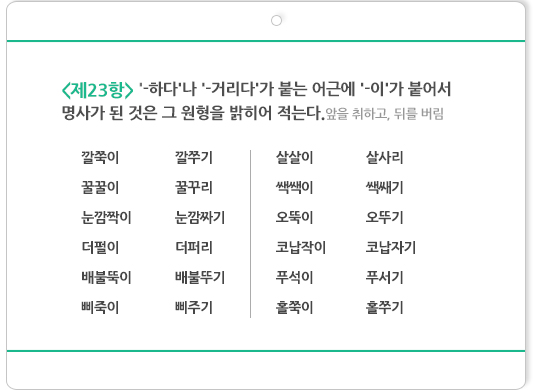 <제23항> '-하다'나 '-거리다'가 붙는 어근에 '-이'가 붙어서
명사가 된 것은 그 원형을 밝히어 적는다.앞을 취하고, 뒤를 버림
깔쭉이 깔쭈기 살살이 살사리
꿀꿀이 꿀꾸리 쌕쌕이 쌕쌔기
눈깜짝이 눈깜짜기 오뚝이 오뚜기
더펄이 더퍼리 코납작이 코납자기
배불뚝이 배불뚜기 푸석이 푸서기
삐죽이 삐주기 홀쭉이 홀쭈기